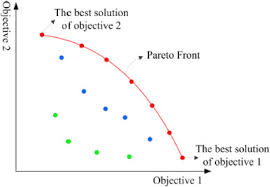 The best solution
of objective 2
Objective 2
Pareto Front
The best solution
of objective 1
Objective 1